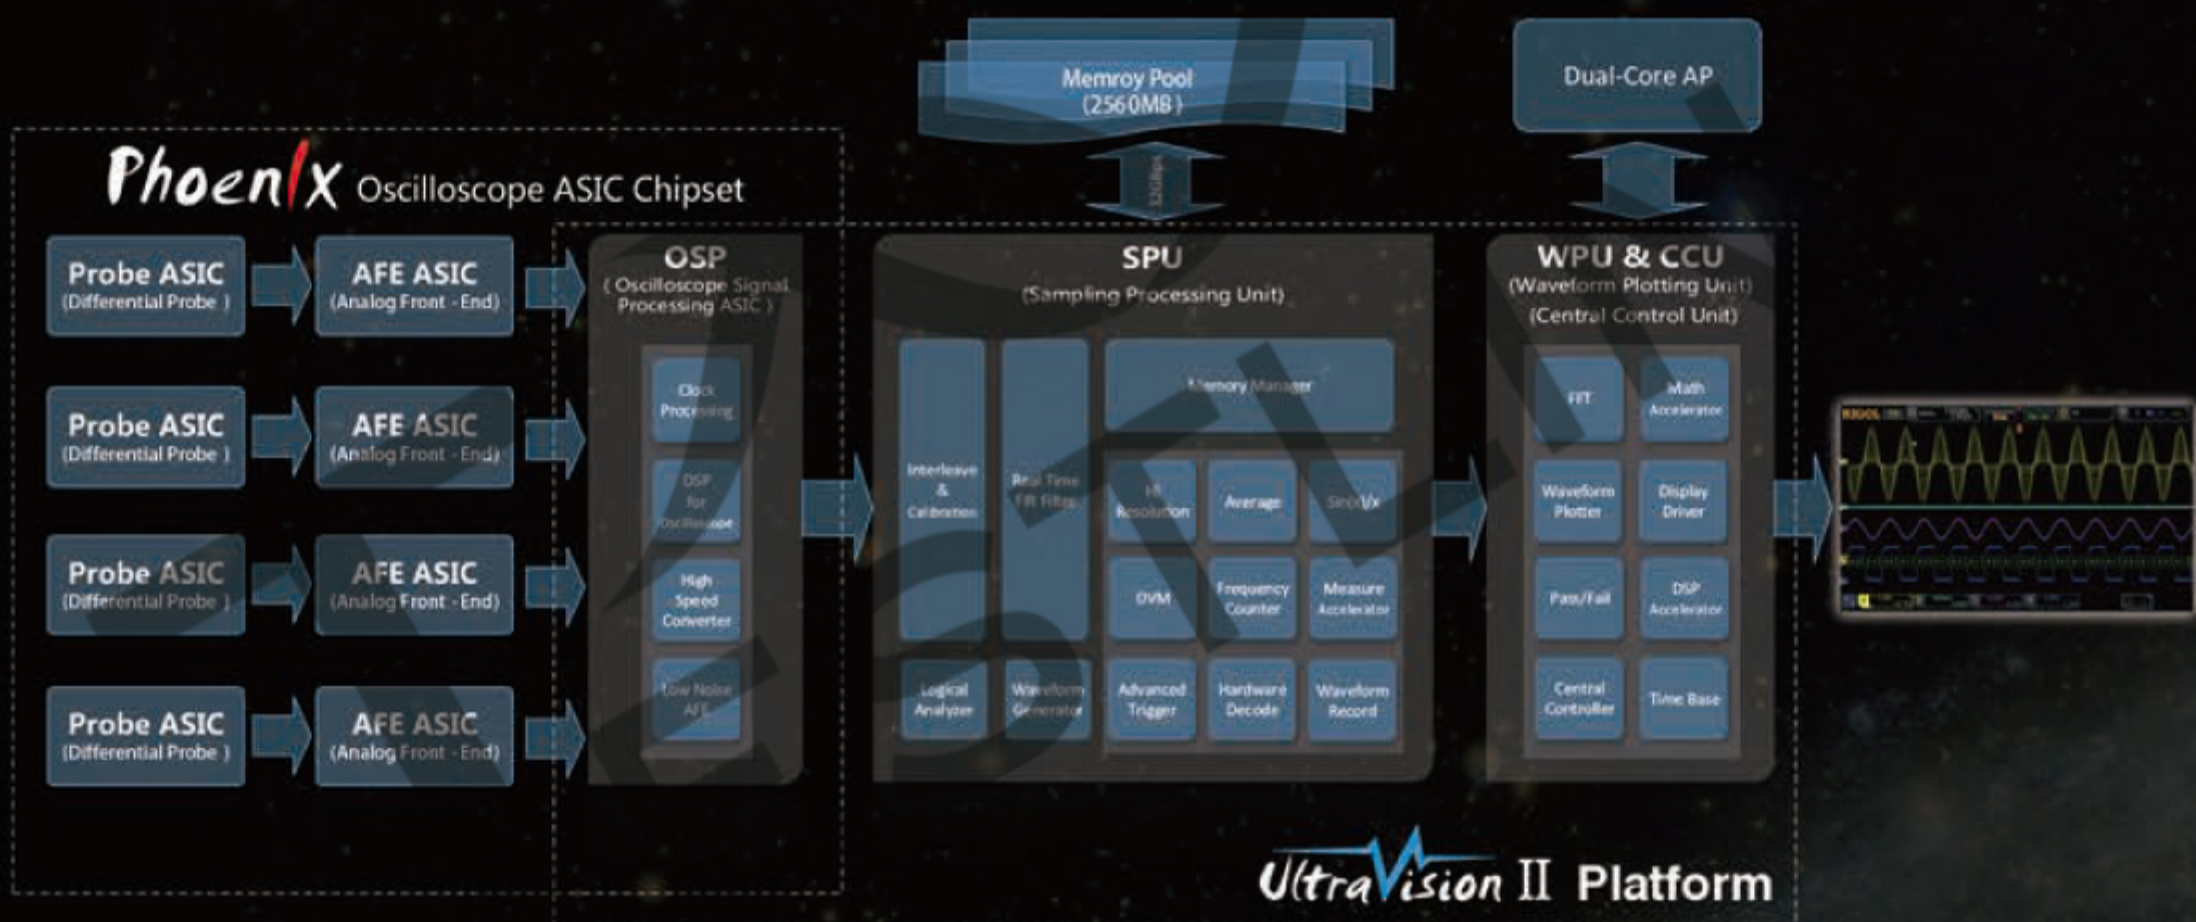 Memroy Pool
(2560MB)
Dual-Core AP
PhoenIx Oscilloscope ASIC Chipset
Probe ASIC
(Differential Probe )
AFE ASIC
(Analog Front - End)
Probe ASIC
(Differential Probe )
AFE ASIC
(Analog Front - End)
Probe ASIC
(Differential Probe )
AFE ASIC
(Analog Front - End)
Probe ASIC
(Differential Probe )
AFE ASIC
(Analog Front - End)
OSP
( Oscilloscope Signal
Processing ASIC )
Clock
Processing
DSP
for
Oscilloscope
High
Speed
Converter
Low Noise
AFE
SPU
(Sampling Processing Unit)
Interleave
&
Calibration
Real Time
FIR Filter
Memory Manager
Hi
Resolution
Average
Sin(x)/x
DVM
Frequency
Counter
Measure
Accelerator
Logical
Analyzer
Waveform
Generator
Advanced
Trigger
Hardware
Decode
Waveform
Record
WPU & CCU
(Waveform Plotting Unit)
(Central Control Unit)
FFT
Math
Accelerator
Waveform
Plotter
Display
Driver
Pass/Fail
DSP
Accelerator
Central
Controller
Time Base
RIGOL
UltraVision II Platform